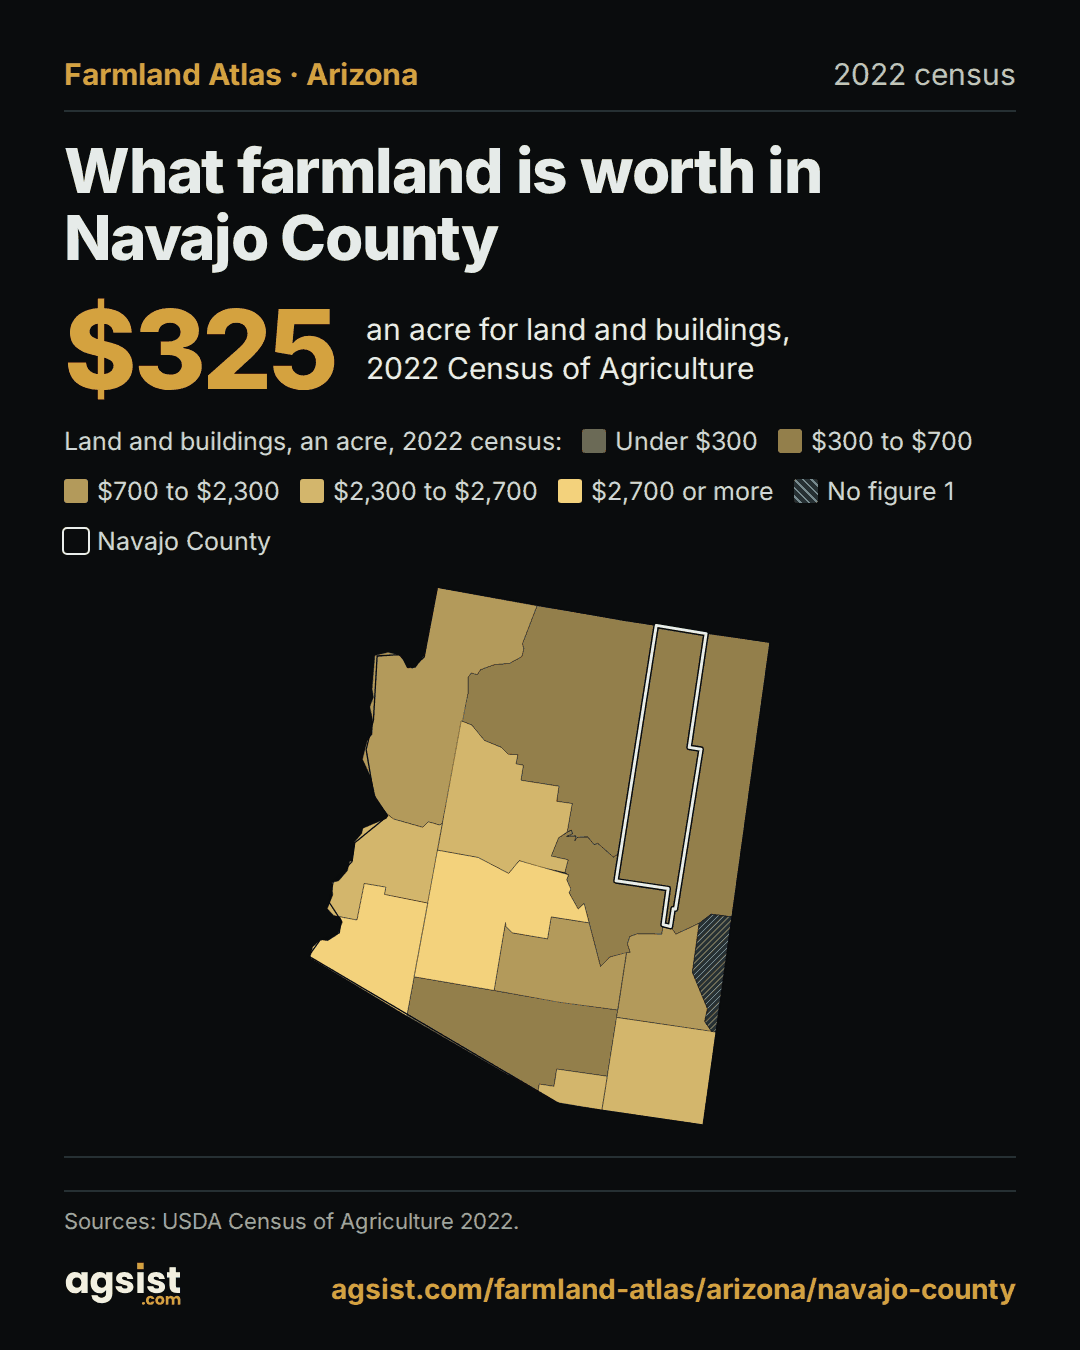 Farmland Atlas · Arizona
2022 census
What farmland is worth in
Navajo County
$325
an acre for land and buildings,
2022 Census of Agriculture
Land and buildings, an acre, 2022 census: Under $300 $300 to $700
$700 to $2,300 $2,300 to $2,700 $2,700 or more No figure 1
Navajo County
Sources: USDA Census of Agriculture 2022.
agsist
.com
agsist.com/farmland-atlas/arizona/navajo-county